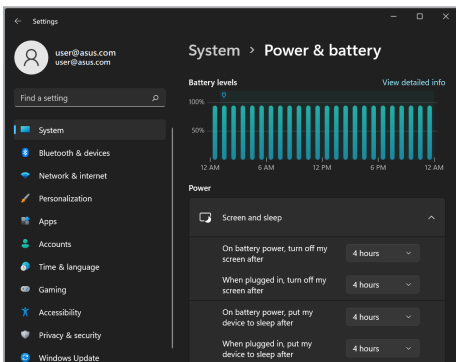 Settings
user@asus.com
user@asus.com
Find a setting
System
Bluetooth & devices
Network & internet
Personalization
Apps
Accounts
Time & language
Gaming
Accessibility
Privacy & security
Windows Update
System > Power & battery
Battery levels
View detailed info
100%
50%
12 AM 6 AM 12 PM 6 PM 12 AM
Power
Screen and sleep
On battery power, turn off my
screen after
4 hours
When plugged in, turn off my
screen after
4 hours
On battery power, put my
device to sleep after
4 hours
When plugged in, put my
device to sleep after
4 hours